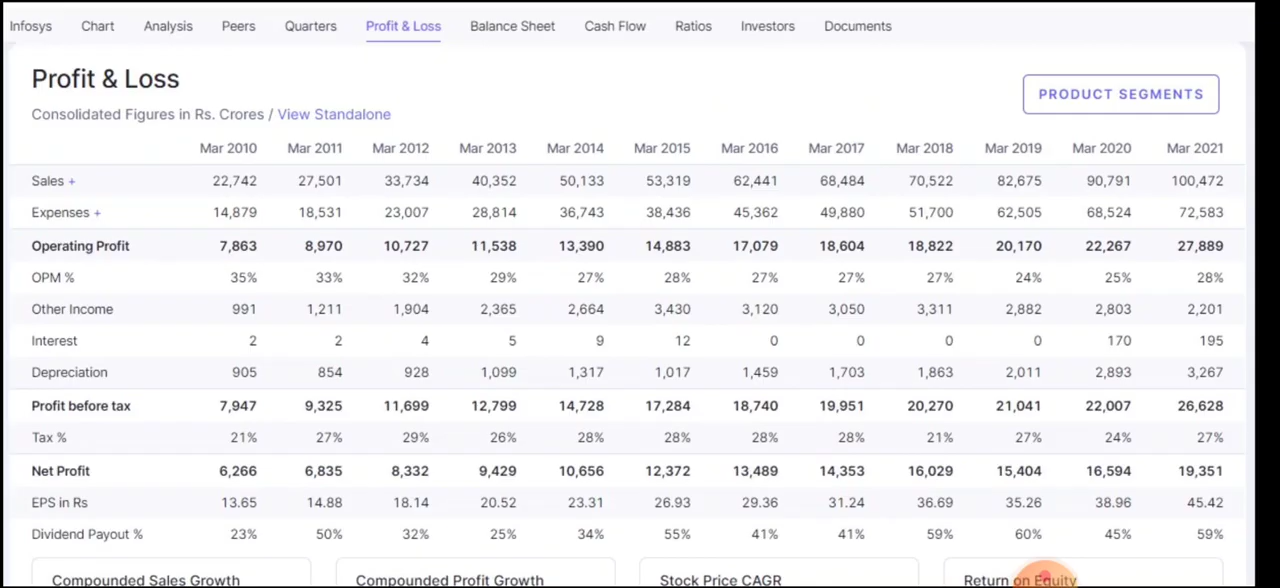 Infosys Chart Analysis Peers Quarters Profit & Loss Balance Sheet Cash Flow Ratios Investors Documents
Profit & Loss
PRODUCT SEGMENTS
Consolidated Figures in Rs. Crores / View Standalone
Mar 2010 Mar 2011 Mar 2012 Mar 2013 Mar 2014 Mar 2015 Mar 2016 Mar 2017 Mar 2018 Mar 2019 Mar 2020 Mar 2021
Sales + 22,742 27,501 33,734 40,352 50,133 53,319 62,441 68,484 70,522 82,675 90,791 100,472
Expenses + 14,879 18,531 23,007 28,814 36,743 38,436 45,362 49,880 51,700 62,505 68,524 72,583
Operating Profit 7,863 8,970 10,727 11,538 13,390 14,883 17,079 18,604 18,822 20,170 22,267 27,889
OPM % 35% 33% 32% 29% 27% 28% 27% 27% 27% 24% 25% 28%
Other Income 991 1,211 1,904 2,365 2,664 3,430 3,120 3,050 3,311 2,882 2,803 2,201
Interest 2 2 4 5 9 12 0 0 0 0 170 195
Depreciation 905 854 928 1,099 1,317 1,017 1,459 1,703 1,863 2,011 2,893 3,267
Profit before tax 7,947 9,325 11,699 12,799 14,728 17,284 18,740 19,951 20,270 21,041 22,007 26,628
Tax % 21% 27% 29% 26% 28% 28% 28% 28% 21% 27% 24% 27%
Net Profit 6,266 6,835 8,332 9,429 10,656 12,372 13,489 14,353 16,029 15,404 16,594 19,351
EPS in Rs 13.65 14.88 18.14 20.52 23.31 26.93 29.36 31.24 36.69 35.26 38.96 45.42
Dividend Payout % 23% 50% 32% 25% 34% 55% 41% 41% 59% 60% 45% 59%
Compounded Sales Growth Compounded Profit Growth Stock Price CAGR Return on Equity